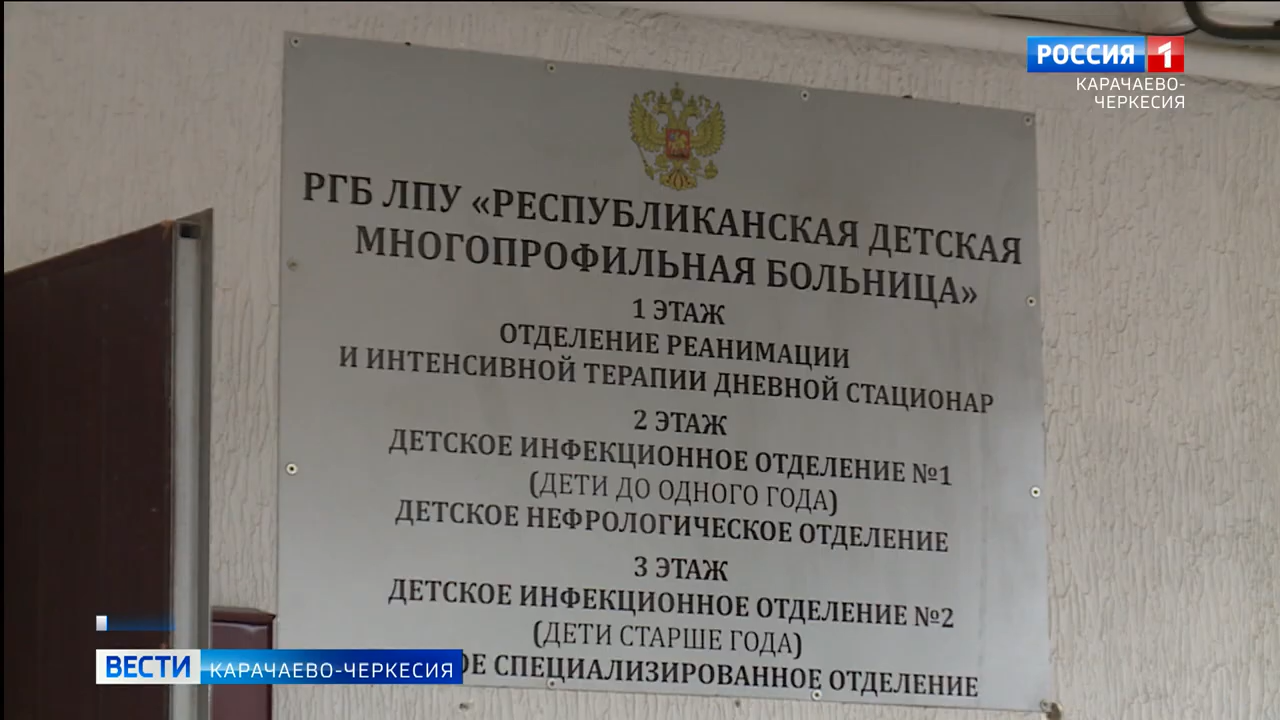 РОССИЯ 1
КАРАЧАЕВО-
ЧЕРКЕСИЯ
РГБ ЛПУ «РЕСПУБЛИКАНСКАЯ ДЕТСКАЯ
МНОГОПРОФИЛЬНАЯ БОЛЬНИЦА»
1 ЭТАЖ
ОТДЕЛЕНИЕ РЕАНИМАЦИИ
И ИНТЕНСИВНОЙ ТЕРАПИИ ДНЕВНОЙ СТАЦИОНАР
2 ЭТАЖ
ДЕТСКОЕ ИНФЕКЦИОННОЕ ОТДЕЛЕНИЕ №1
(ДЕТИ ДО ОДНОГО ГОДА)
ДЕТСКОЕ НЕФРОЛОГИЧЕСКОЕ ОТДЕЛЕНИЕ
3 ЭТАЖ
ДЕТСКОЕ ИНФЕКЦИОННОЕ ОТДЕЛЕНИЕ №2
(ДЕТИ СТАРШЕ ГОДА)
СПЕЦИАЛИЗИРОВАННОЕ ОТДЕЛЕНИЕ
ВЕСТИ КАРАЧАЕВО-ЧЕРКЕСИЯ